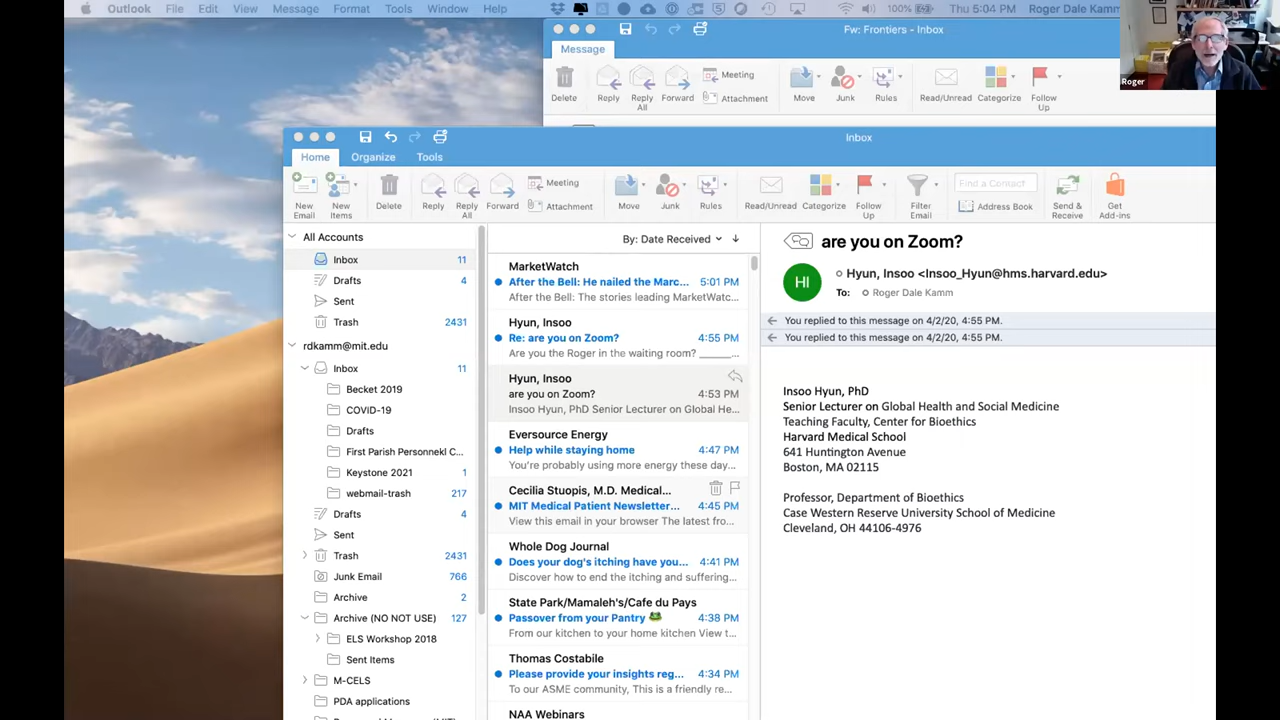 Outlook File Edit View Message Format Tools Window Help 100% Thu 5:04 PM Roger Dale Kamm
Roger
Fw: Frontiers - Inbox
Message
Delete Reply Reply All Forward Meeting Attachment Move Junk Rules Read/Unread Categorize Follow Up
Inbox
Home Organize Tools
New Email New Items Delete Reply Reply All Forward Meeting Attachment Move Junk Rules Read/Unread Categorize Follow Up Filter Email Find a Contact Address Book Send & Receive Get Add-ins
All Accounts
Inbox 11
Drafts 4
Sent
Trash 2431
rdkamm@mit.edu
Inbox 11
Becket 2019
COVID-19
Drafts
First Parish Personnekl C...
Keystone 2021 1
webmail-trash 217
Drafts 4
Sent
Trash 2431
Junk Email 766
Archive 2
Archive (NO NOT USE) 127
ELS Workshop 2018
Sent Items
M-CELS
PDA applications
By: Date Received
MarketWatch
After the Bell: He nailed the Marc... 5:01 PM
After the Bell: The stories leading MarketWatc...
Hyun, Insoo
Re: are you on Zoom? 4:55 PM
Are you the Roger in the waiting room? ______...
Hyun, Insoo
are you on Zoom? 4:53 PM
Insoo Hyun, PhD Senior Lecturer on Global He...
Eversource Energy
Help while staying home 4:47 PM
You're probably using more energy these day...
Cecilia Stuopis, M.D. Medical...
MIT Medical Patient Newsletter... 4:45 PM
View this email in your browser The latest fro...
Whole Dog Journal
Does your dog's itching have you... 4:41 PM
Discover how to end the itching and suffering...
State Park/Mamaleh's/Cafe du Pays
Passover from your Pantry 🐸 4:38 PM
From our kitchen to your home kitchen View t...
Thomas Costabile
Please provide your insights reg... 4:34 PM
To our ASME community, This is a friendly re...
NAA Webinars
are you on Zoom?
HI
Hyun, Insoo <Insoo_Hyun@hms.harvard.edu>
To: Roger Dale Kamm
You replied to this message on 4/2/20, 4:55 PM.
You replied to this message on 4/2/20, 4:55 PM.
Insoo Hyun, PhD
Senior Lecturer on Global Health and Social Medicine
Teaching Faculty, Center for Bioethics
Harvard Medical School
641 Huntington Avenue
Boston, MA 02115
Professor, Department of Bioethics
Case Western Reserve University School of Medicine
Cleveland, OH 44106-4976